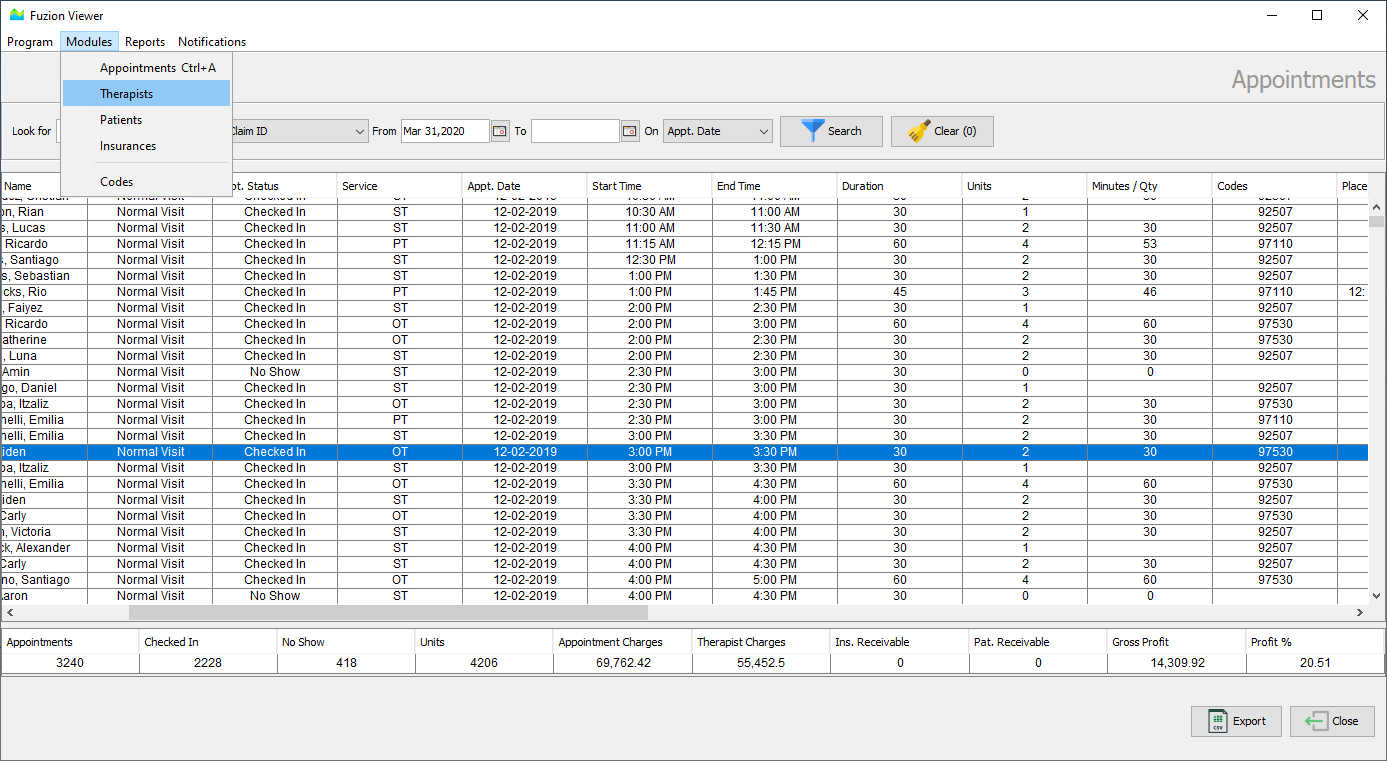 Fuzion Viewer
Program Modules Reports Notifications
Appointments Ctrl+A
Therapists
Patients
Insurances
Codes
Appointments
Look for Claim ID From Mar 31,2020 To On Appt. Date Search Clear (0)
Name Status Service Appt. Date Start Time End Time Duration Units Minutes / Qty Codes Place
Rian Normal Visit Checked In ST 12-02-2019 10:30 AM 11:00 AM 30 1 92507
Lucas Normal Visit Checked In ST 12-02-2019 11:00 AM 11:30 AM 30 2 30 92507
Ricardo Normal Visit Checked In PT 12-02-2019 11:15 AM 12:15 PM 60 4 53 97110
Santiago Normal Visit Checked In ST 12-02-2019 12:30 PM 1:00 PM 30 2 30 92507
s, Sebastian Normal Visit Checked In ST 12-02-2019 1:00 PM 1:30 PM 30 2 30 92507
icks, Rio Normal Visit Checked In PT 12-02-2019 1:00 PM 1:45 PM 45 3 46 97110 12:
, Faiyez Normal Visit Checked In ST 12-02-2019 2:00 PM 2:30 PM 30 1 92507
Ricardo Normal Visit Checked In OT 12-02-2019 2:00 PM 3:00 PM 60 4 60 97530
atherine Normal Visit Checked In OT 12-02-2019 2:00 PM 2:30 PM 30 2 30 97530
, Luna Normal Visit Checked In ST 12-02-2019 2:00 PM 2:30 PM 30 2 30 92507
Amin Normal Visit No Show ST 12-02-2019 2:30 PM 3:00 PM 30 0 0
go, Daniel Normal Visit Checked In ST 12-02-2019 2:30 PM 3:00 PM 30 1 92507
ba, Itzaliz Normal Visit Checked In OT 12-02-2019 2:30 PM 3:00 PM 30 2 30 97530
nelli, Emilia Normal Visit Checked In PT 12-02-2019 2:30 PM 3:00 PM 30 2 30 97110
nelli, Emilia Normal Visit Checked In ST 12-02-2019 3:00 PM 3:30 PM 30 2 30 92507
iden Normal Visit Checked In OT 12-02-2019 3:00 PM 3:30 PM 30 2 30 97530
ba, Itzaliz Normal Visit Checked In ST 12-02-2019 3:00 PM 3:30 PM 30 1 92507
nelli, Emilia Normal Visit Checked In OT 12-02-2019 3:30 PM 4:30 PM 60 4 60 97530
iden Normal Visit Checked In ST 12-02-2019 3:30 PM 4:00 PM 30 2 30 92507
Carly Normal Visit Checked In OT 12-02-2019 3:30 PM 4:00 PM 30 2 30 97530
, Victoria Normal Visit Checked In ST 12-02-2019 3:30 PM 4:00 PM 30 2 30 92507
ck, Alexander Normal Visit Checked In ST 12-02-2019 4:00 PM 4:30 PM 30 1 92507
Carly Normal Visit Checked In ST 12-02-2019 4:00 PM 4:30 PM 30 2 30 92507
no, Santiago Normal Visit Checked In OT 12-02-2019 4:00 PM 5:00 PM 60 4 60 97530
Aaron Normal Visit No Show ST 12-02-2019 4:00 PM 4:30 PM 30 0 0
Appointments Checked In No Show Units Appointment Charges Therapist Charges Ins. Receivable Pat. Receivable Gross Profit Profit %
3240 2228 418 4206 69,762.42 55,452.5 0 0 14,309.92 20.51
Export Close